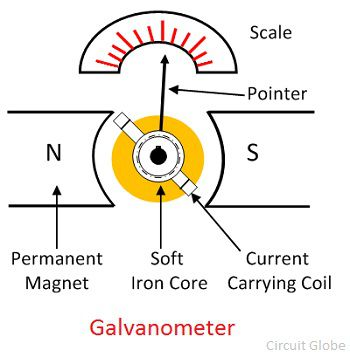 Scale
Pointer
N
S
Permanent
Magnet
Soft
Iron Core
Current
Carrying Coil
Galvanometer
Circuit Globe